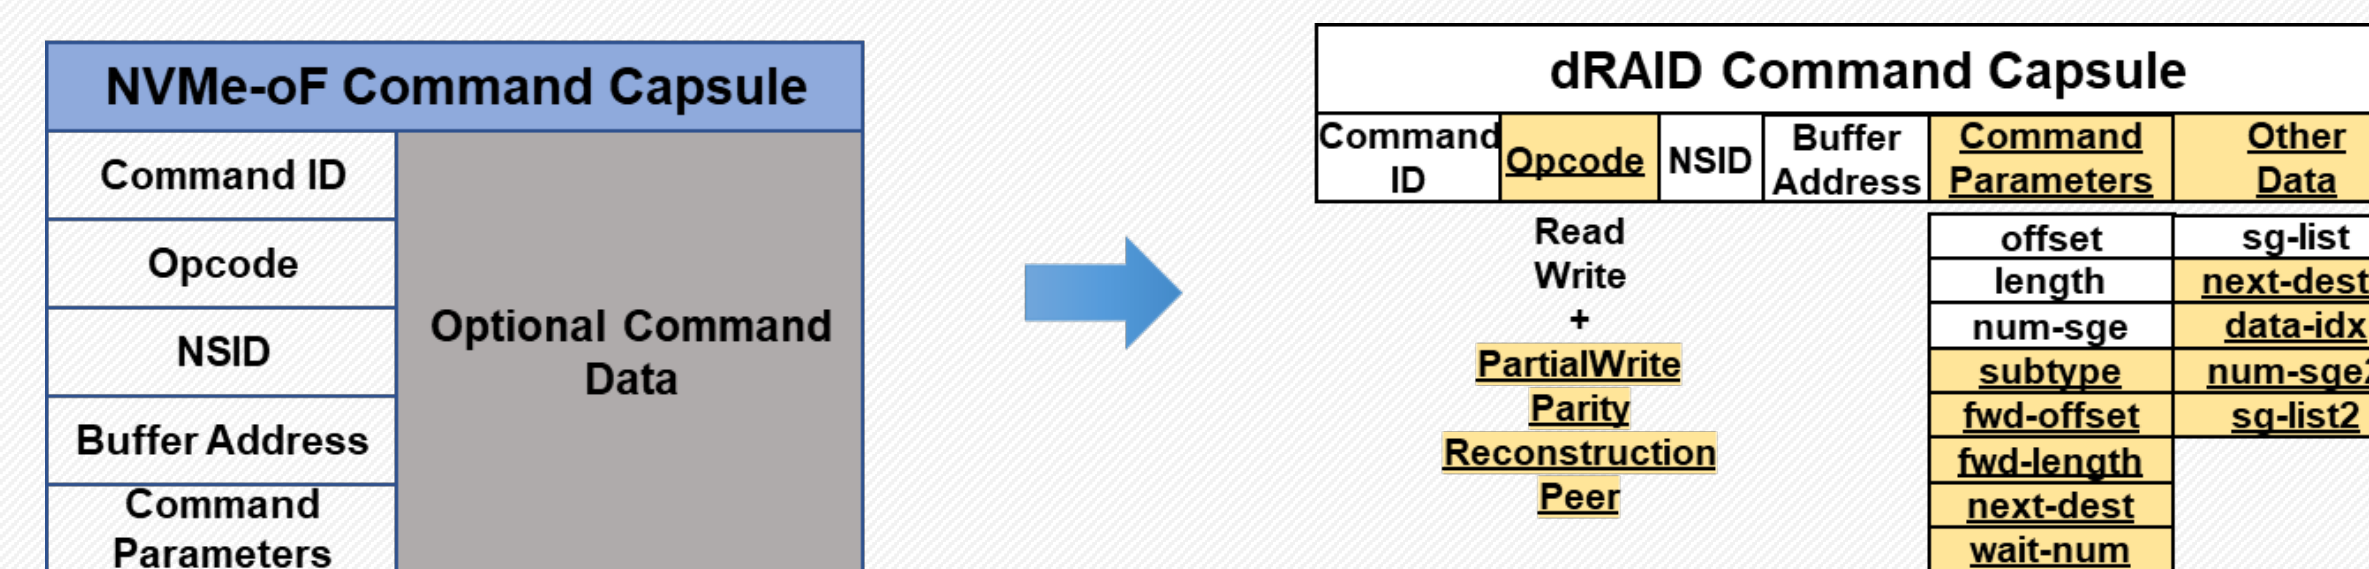 NVMe-oF Command Capsule
Command ID
Opcode
NSID
Buffer Address
Command
Parameters
Optional Command
Data
dRAID Command Capsule
Command
ID
Opcode
NSID
Buffer
Address
Command
Parameters
Other
Data
Read
Write
+
PartialWrite
Parity
Reconstruction
Peer
offset
length
num-sge
subtype
fwd-offset
fwd-length
next-dest
wait-num
sg-list
next-dest
data-idx
num-sge2
sg-list2